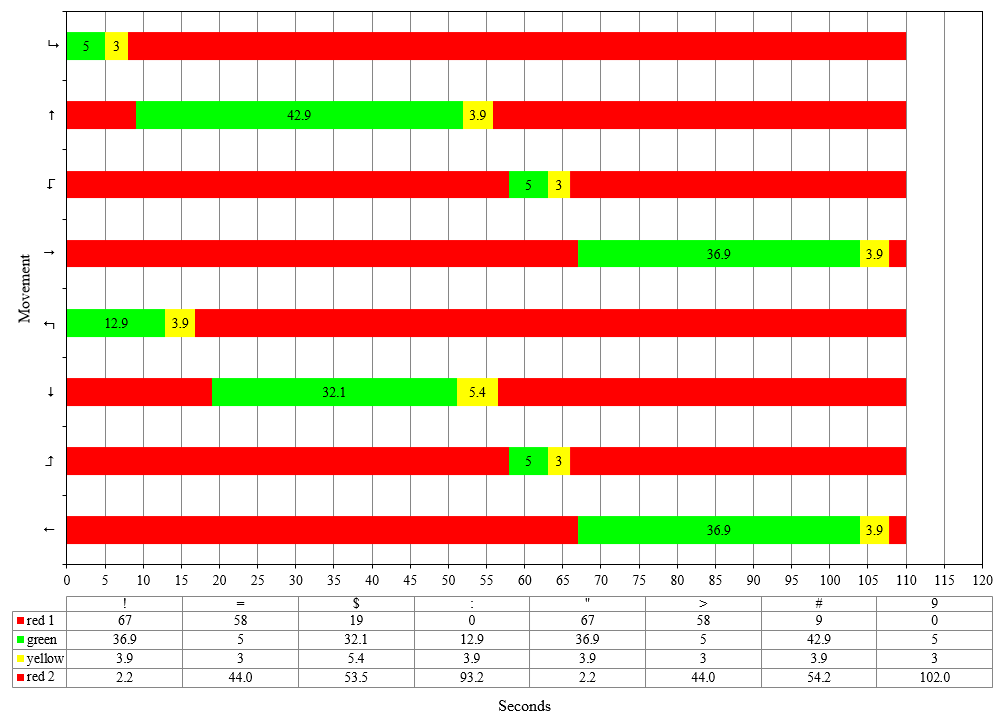 ↳
5 3
↑
42.9 3.9
↴
5 3
→
36.9 3.9
↰
12.9 3.9
↓
32.1 5.4
⮥
5 3
←
36.9 3.9
Movement
0 5 10 15 20 25 30 35 40 45 50 55 60 65 70 75 80 85 90 95 100 105 110 115 120
! = $ : " > # 9
red 1 67 58 19 0 67 58 9 0
green 36.9 5 32.1 12.9 36.9 5 42.9 5
yellow 3.9 3 5.4 3.9 3.9 3 3.9 3
red 2 2.2 44.0 53.5 93.2 2.2 44.0 54.2 102.0
Seconds